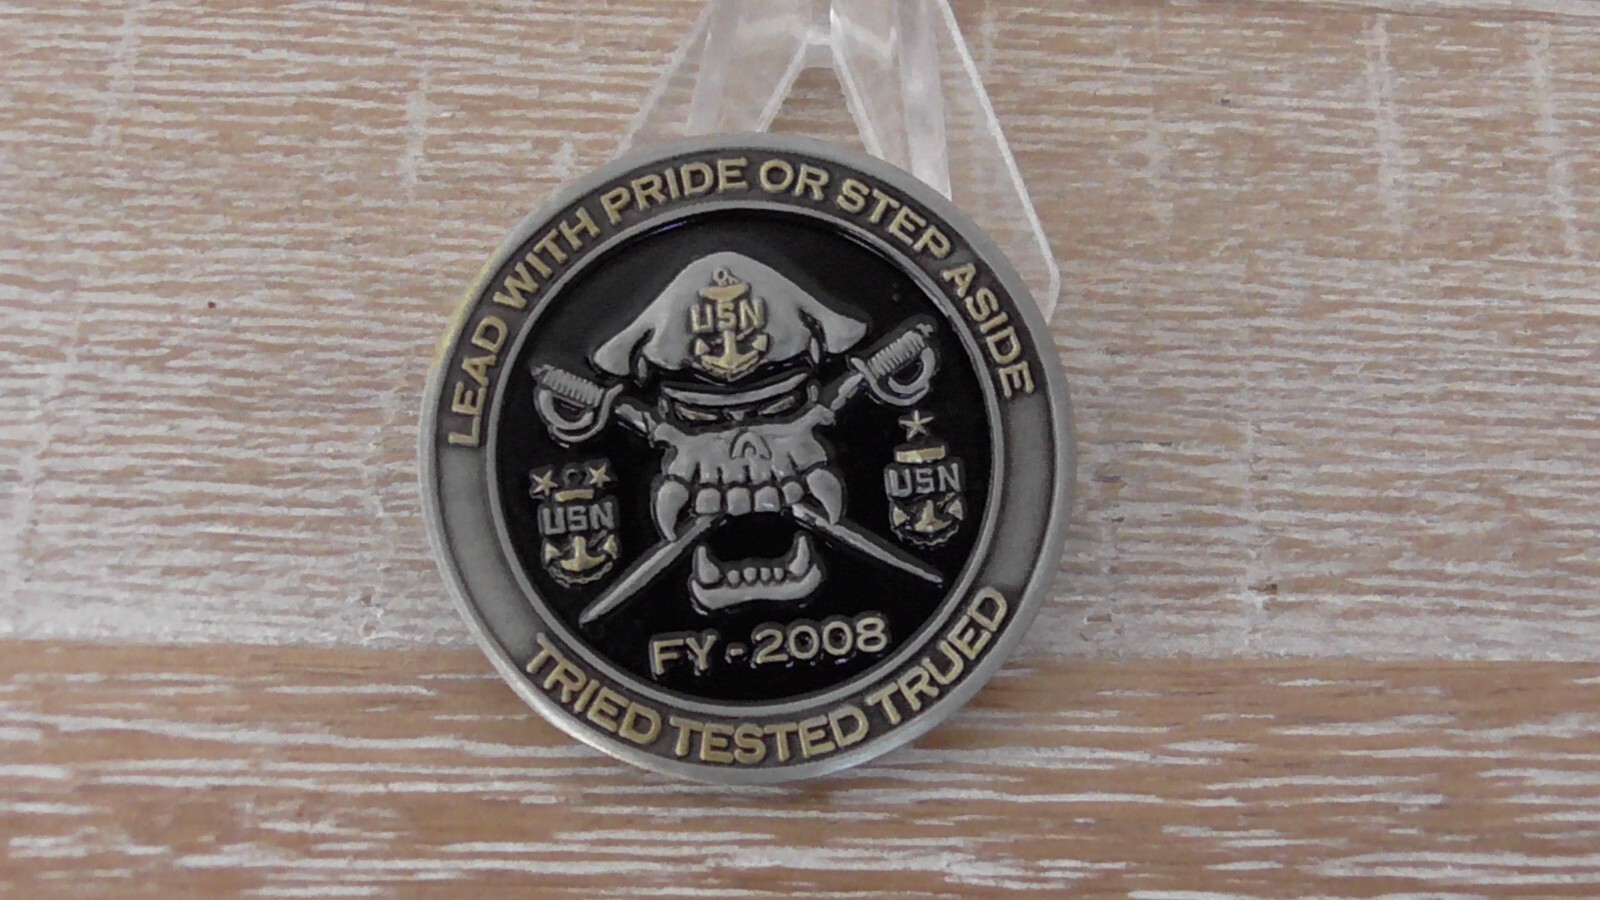 LEAD WITH PRIDE OR STEP ASIDE
USN
USN
USN
FY - 2008
TRIED TESTED TRUED